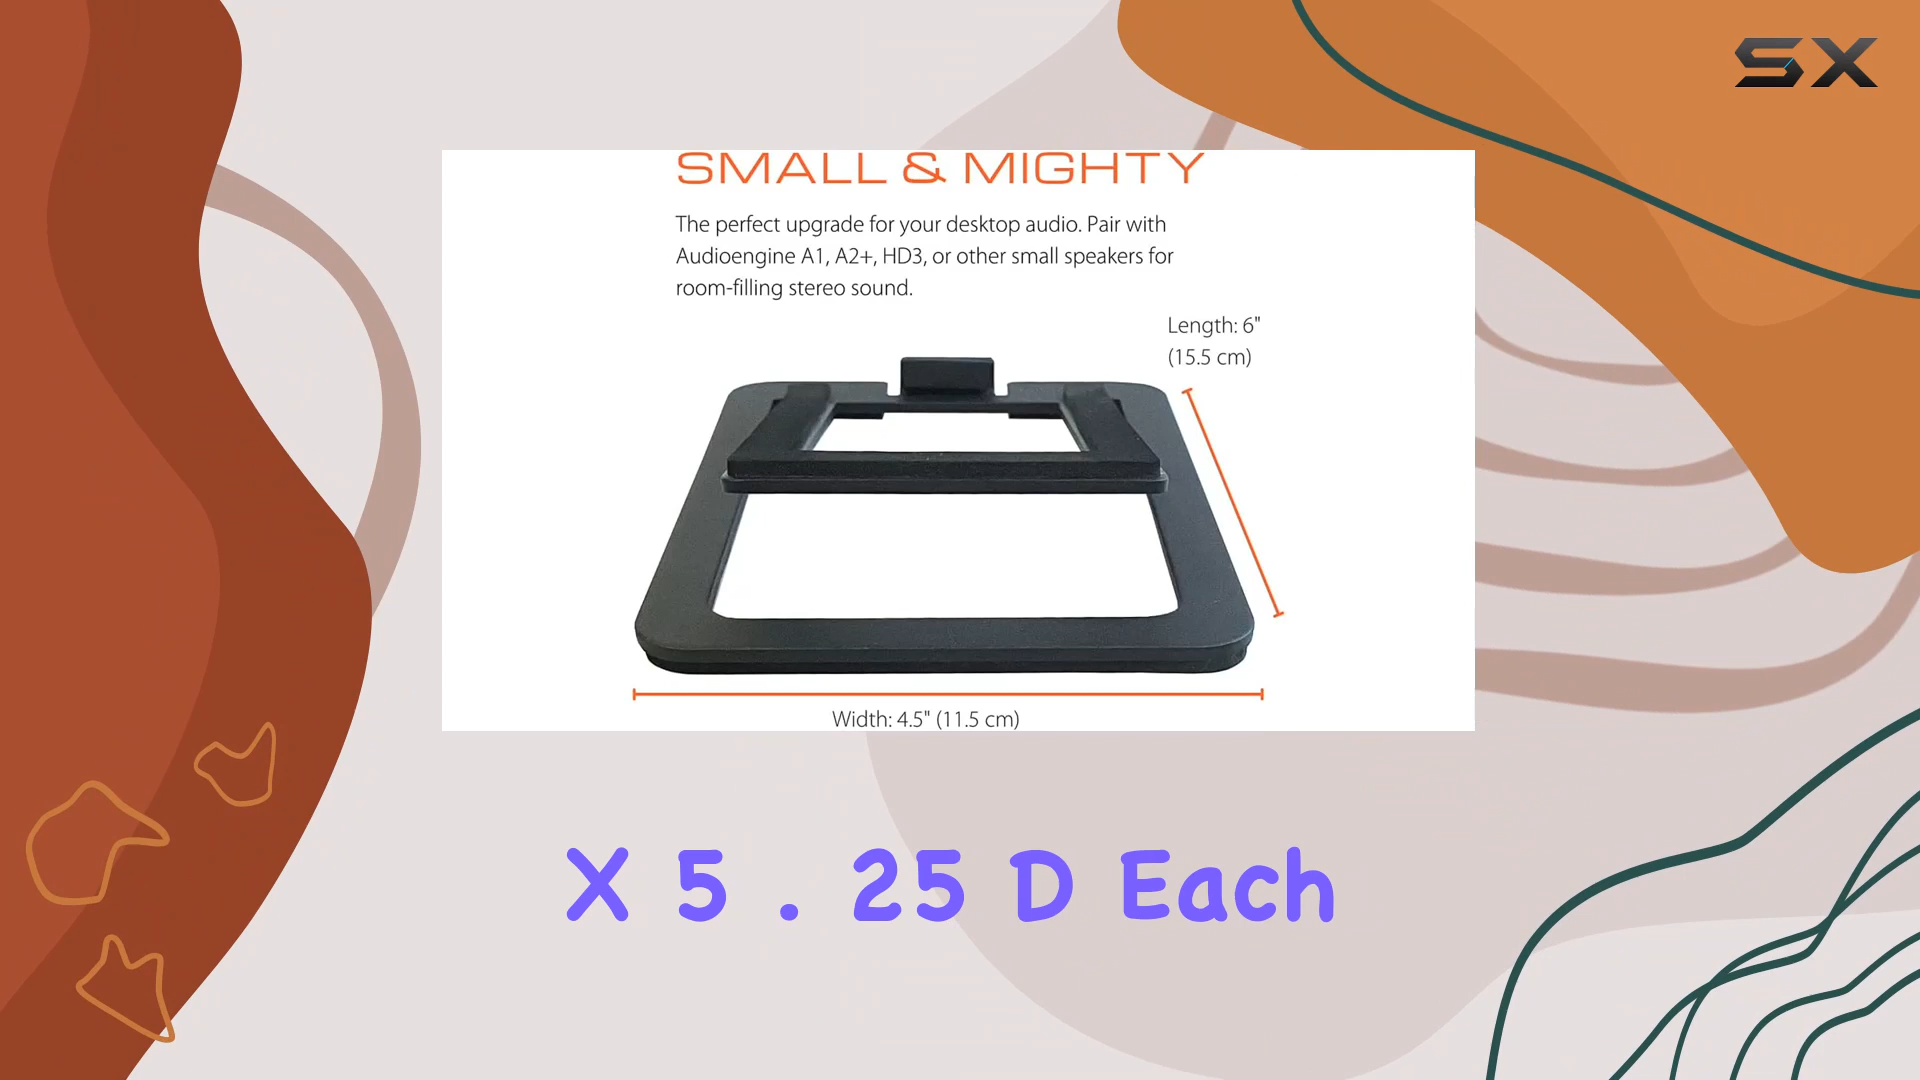 SX
SMALL & MIGHTY
The perfect upgrade for your desktop audio. Pair with
Audioengine A1, A2+, HD3, or other small speakers for
room-filling stereo sound.
Length: 6"
(15.5 cm)
Width: 4.5" (11.5 cm)
X 5 . 25 D Each